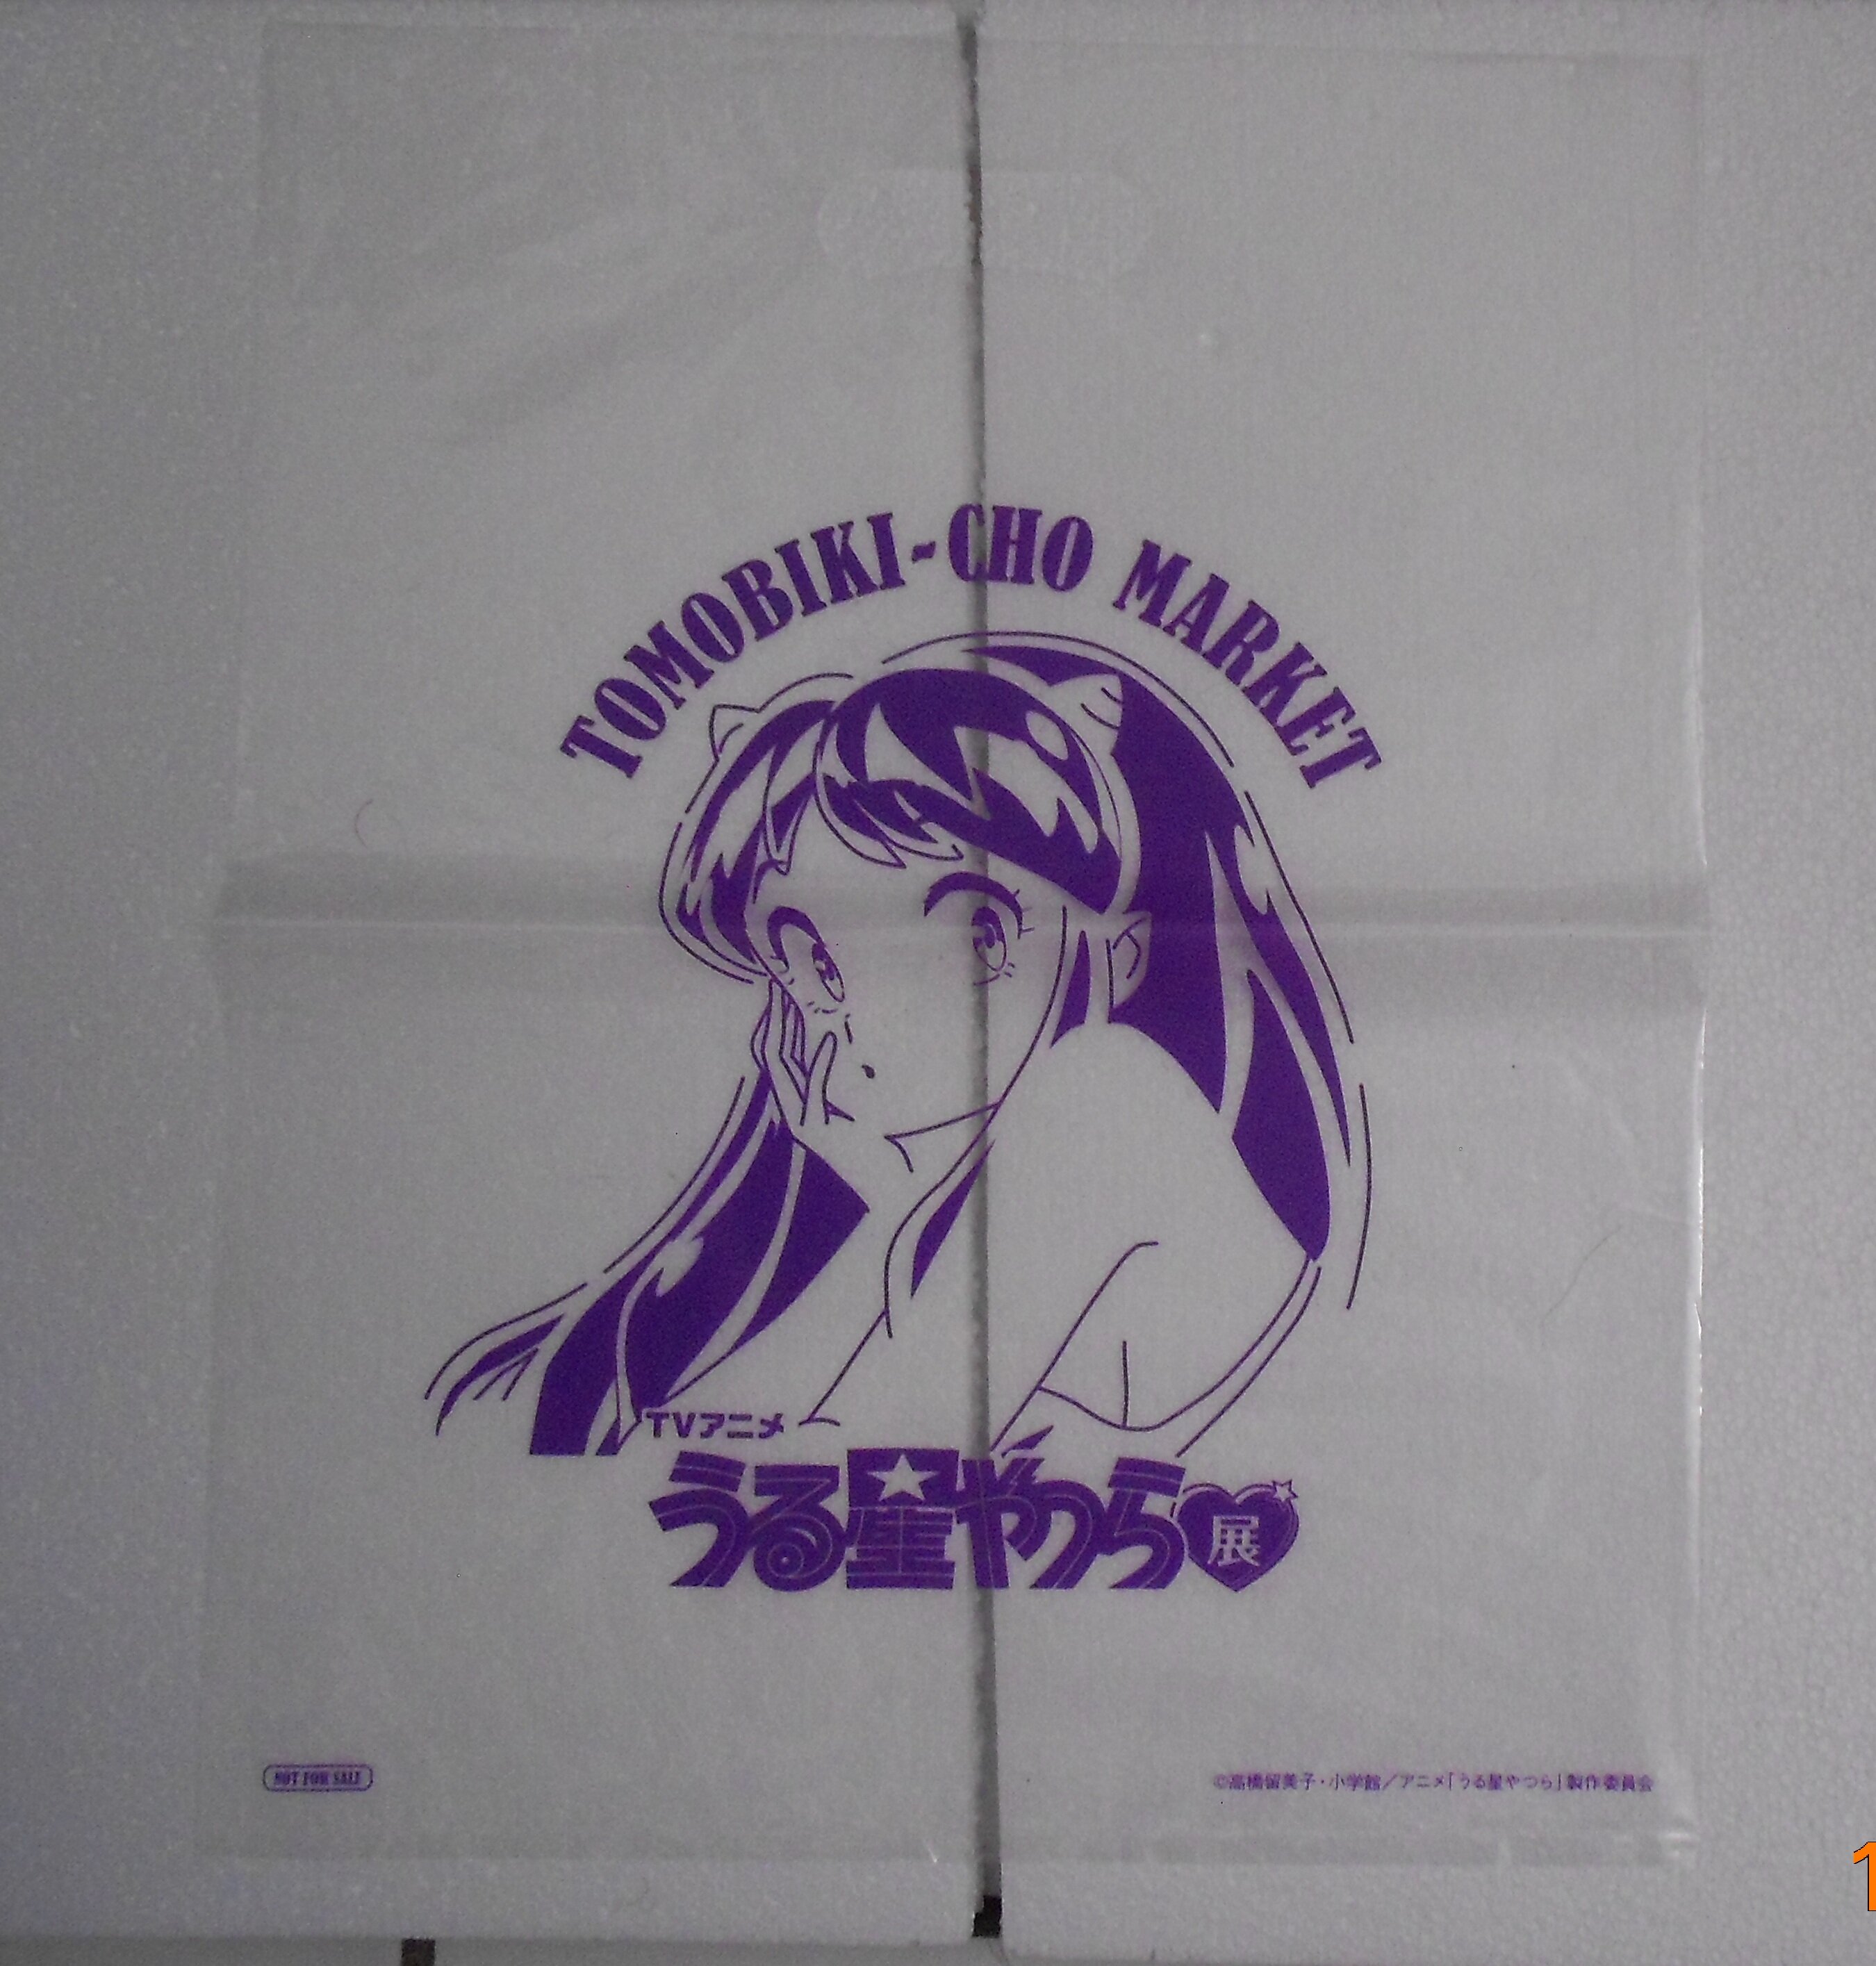 TOMOBIKI-CHO MARKET
TVアニメ
うる星やつら展
NOT FOR SALE
©高橋留美子・小学館／アニメ「うる星やつら」製作委員会
1